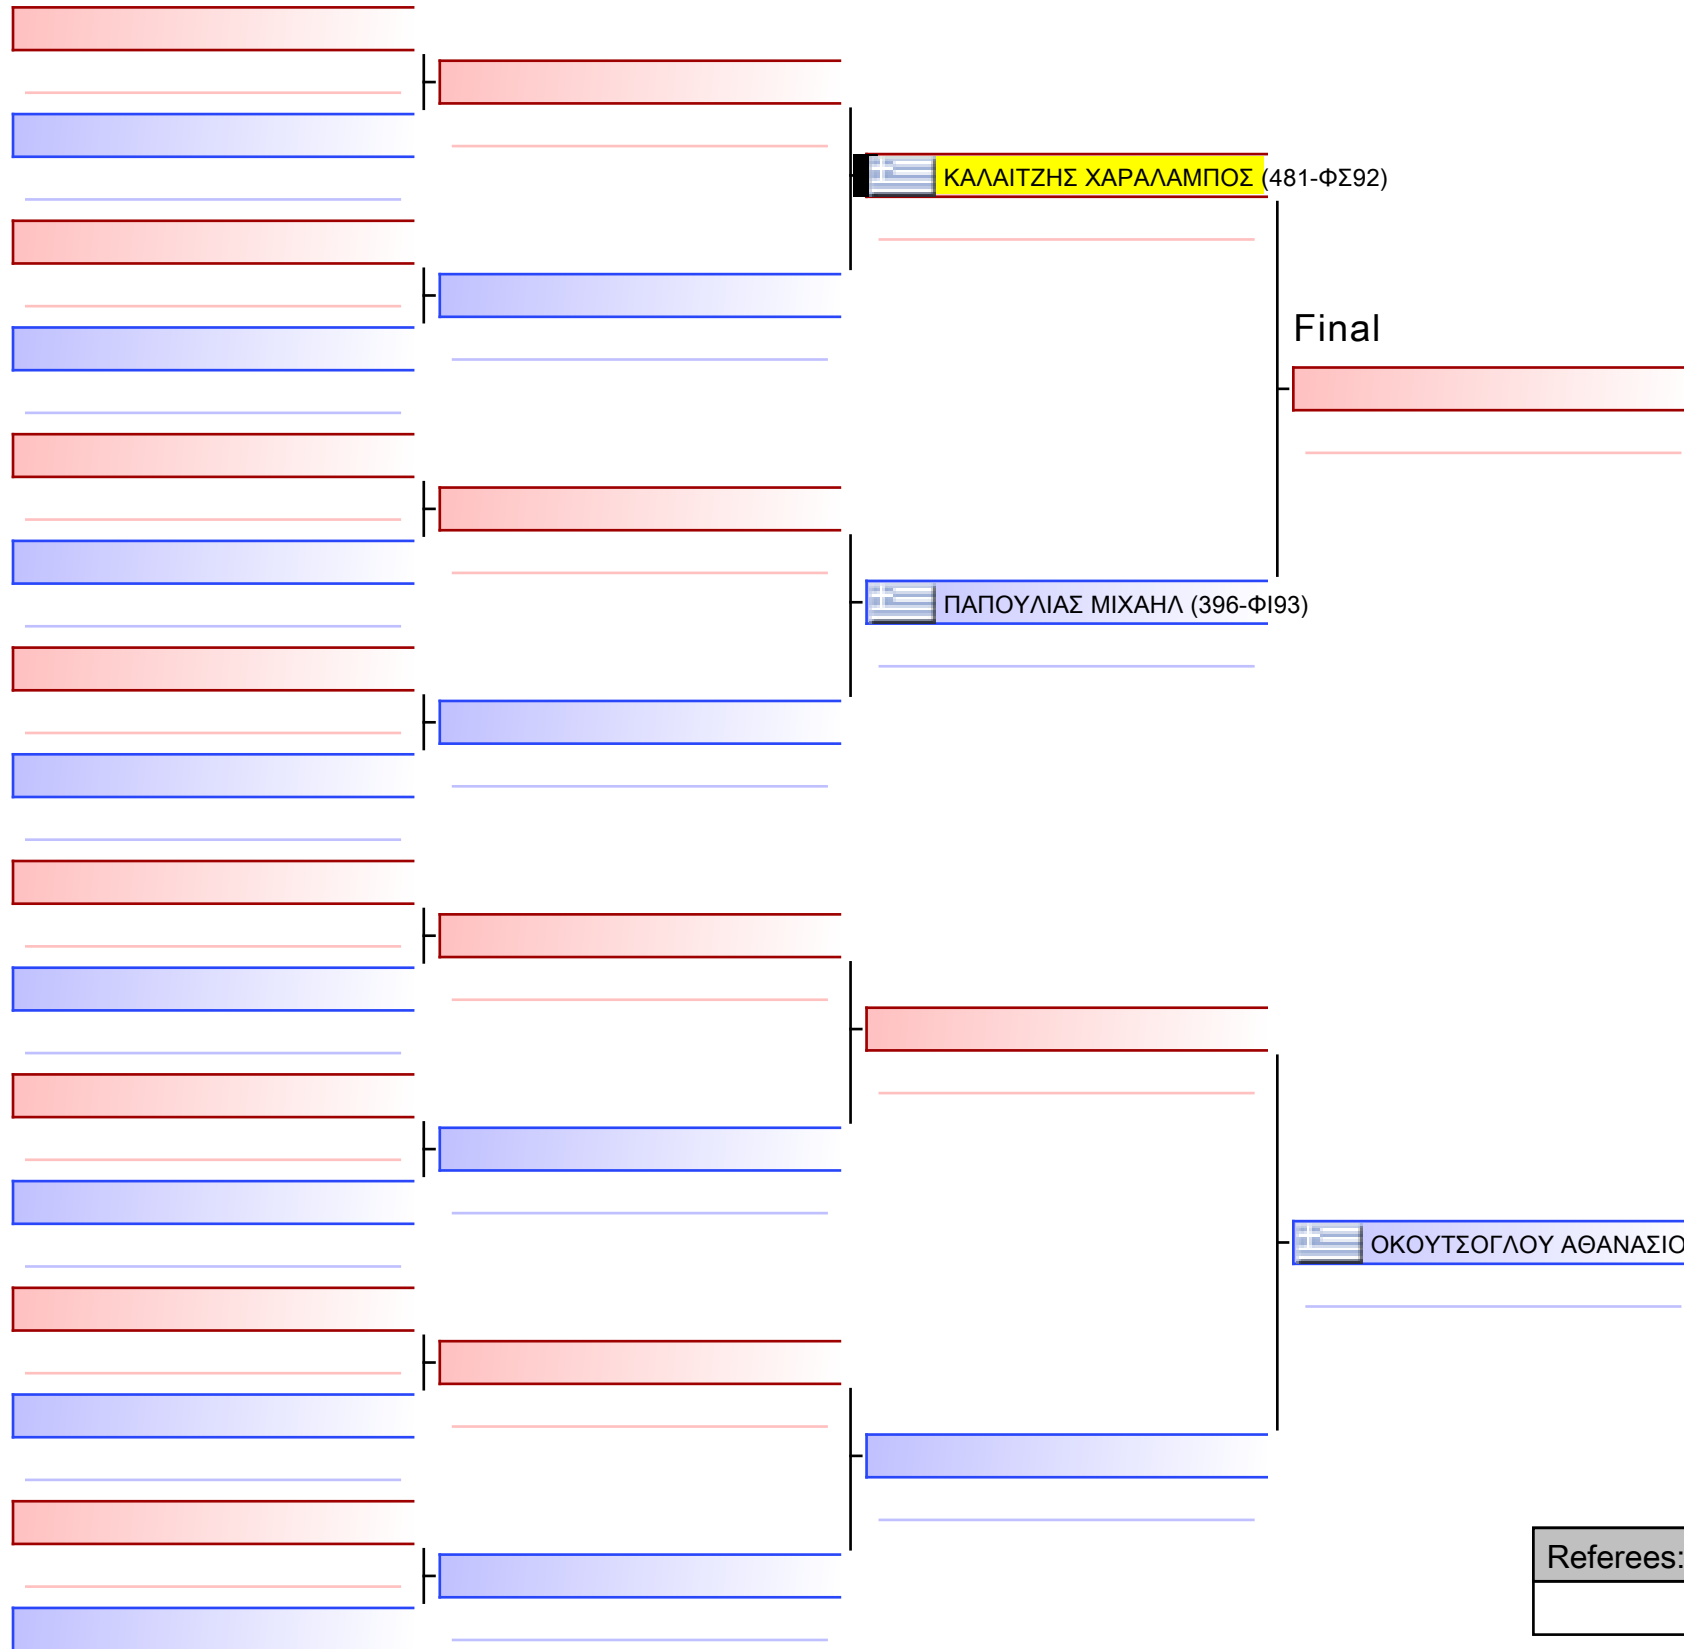 ΚΑΛΑΙΤΖΗΣ ΧΑΡΑΛΑΜΠΟΣ (481-ΦΣ92)
Final
ΠΑΠΟΥΛΙΑΣ ΜΙΧΑΗΛ (396-ΦΙ93)
ΟΚΟΥΤΣΟΓΛΟΥ ΑΘΑΝΑΣΙΟ
Referees: